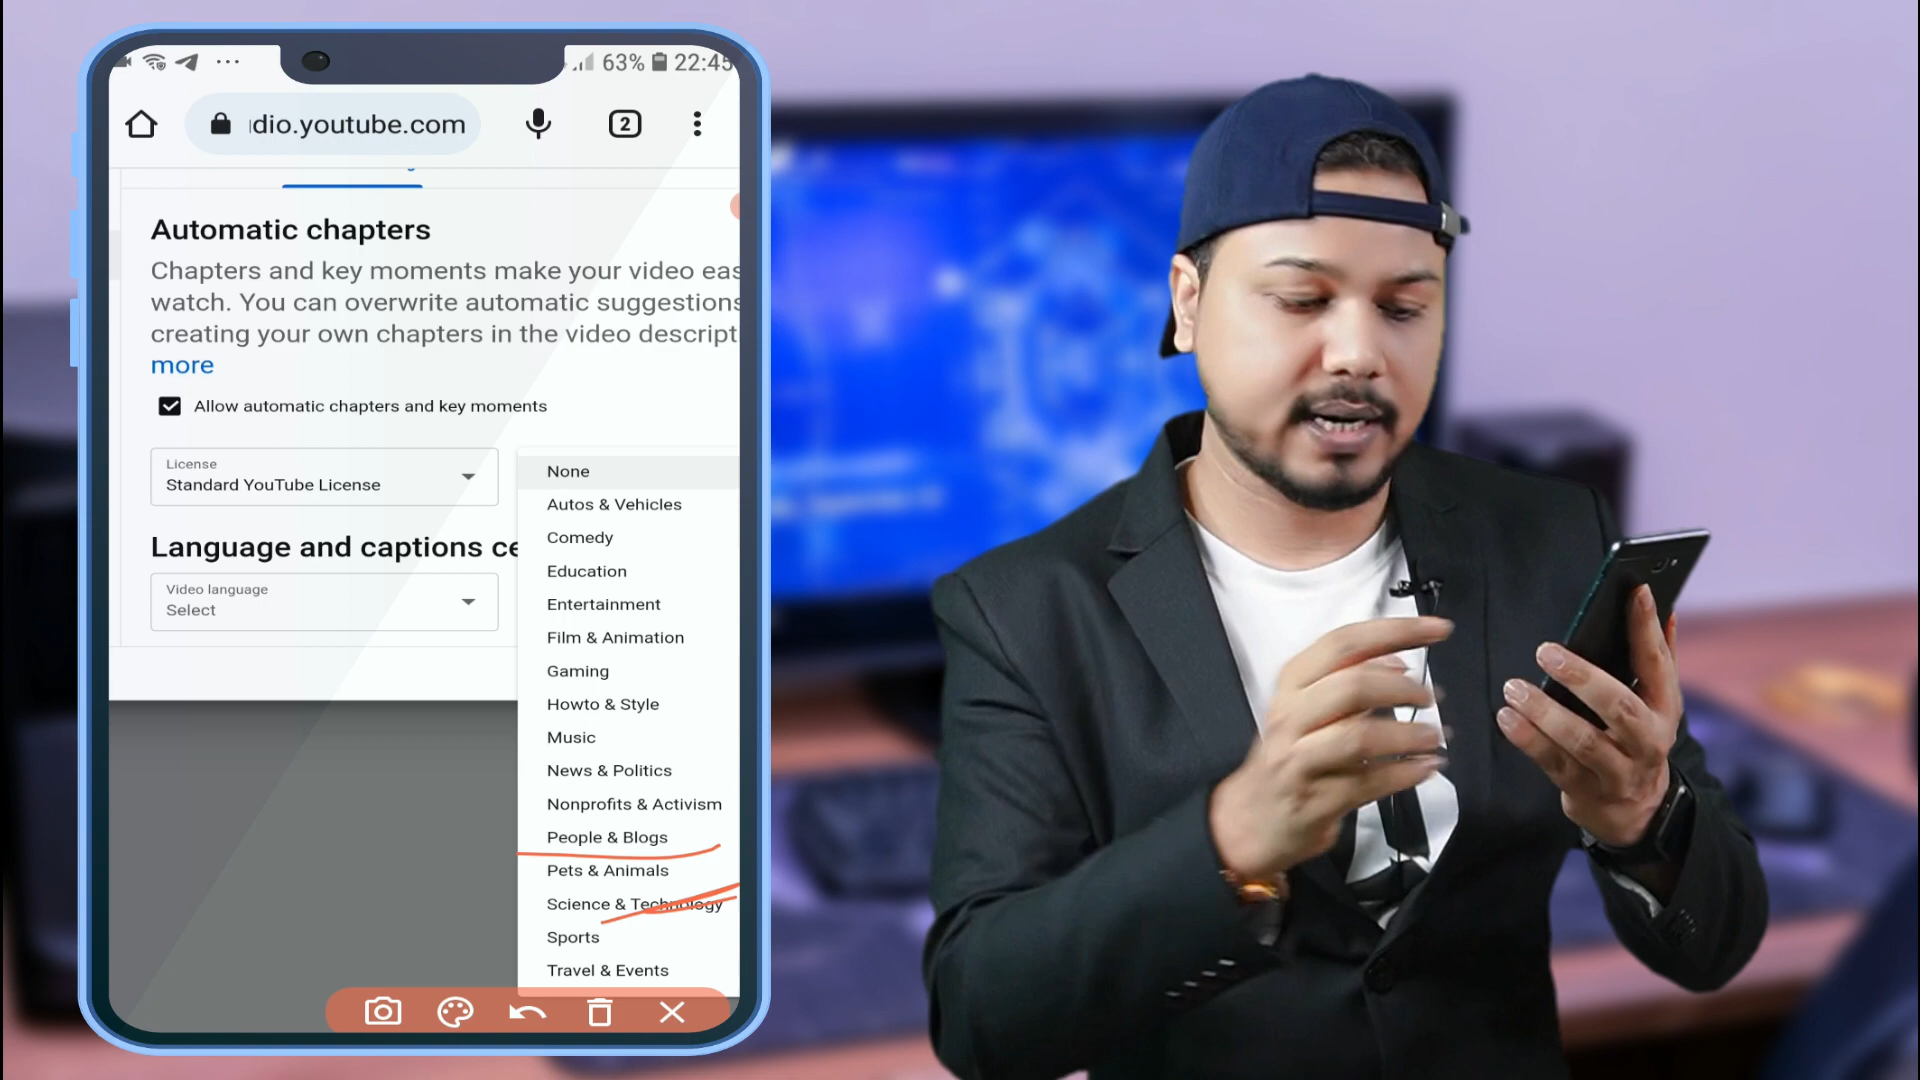 63% 22:45
dio.youtube.com
2
Automatic chapters
Chapters and key moments make your video eas
watch. You can overwrite automatic suggestions
creating your own chapters in the video descript
more
Allow automatic chapters and key moments
License
Standard YouTube License
Language and captions ce
Video language
Select
None
Autos & Vehicles
Comedy
Education
Entertainment
Film & Animation
Gaming
Howto & Style
Music
News & Politics
Nonprofits & Activism
People & Blogs
Pets & Animals
Science & Technology
Sports
Travel & Events